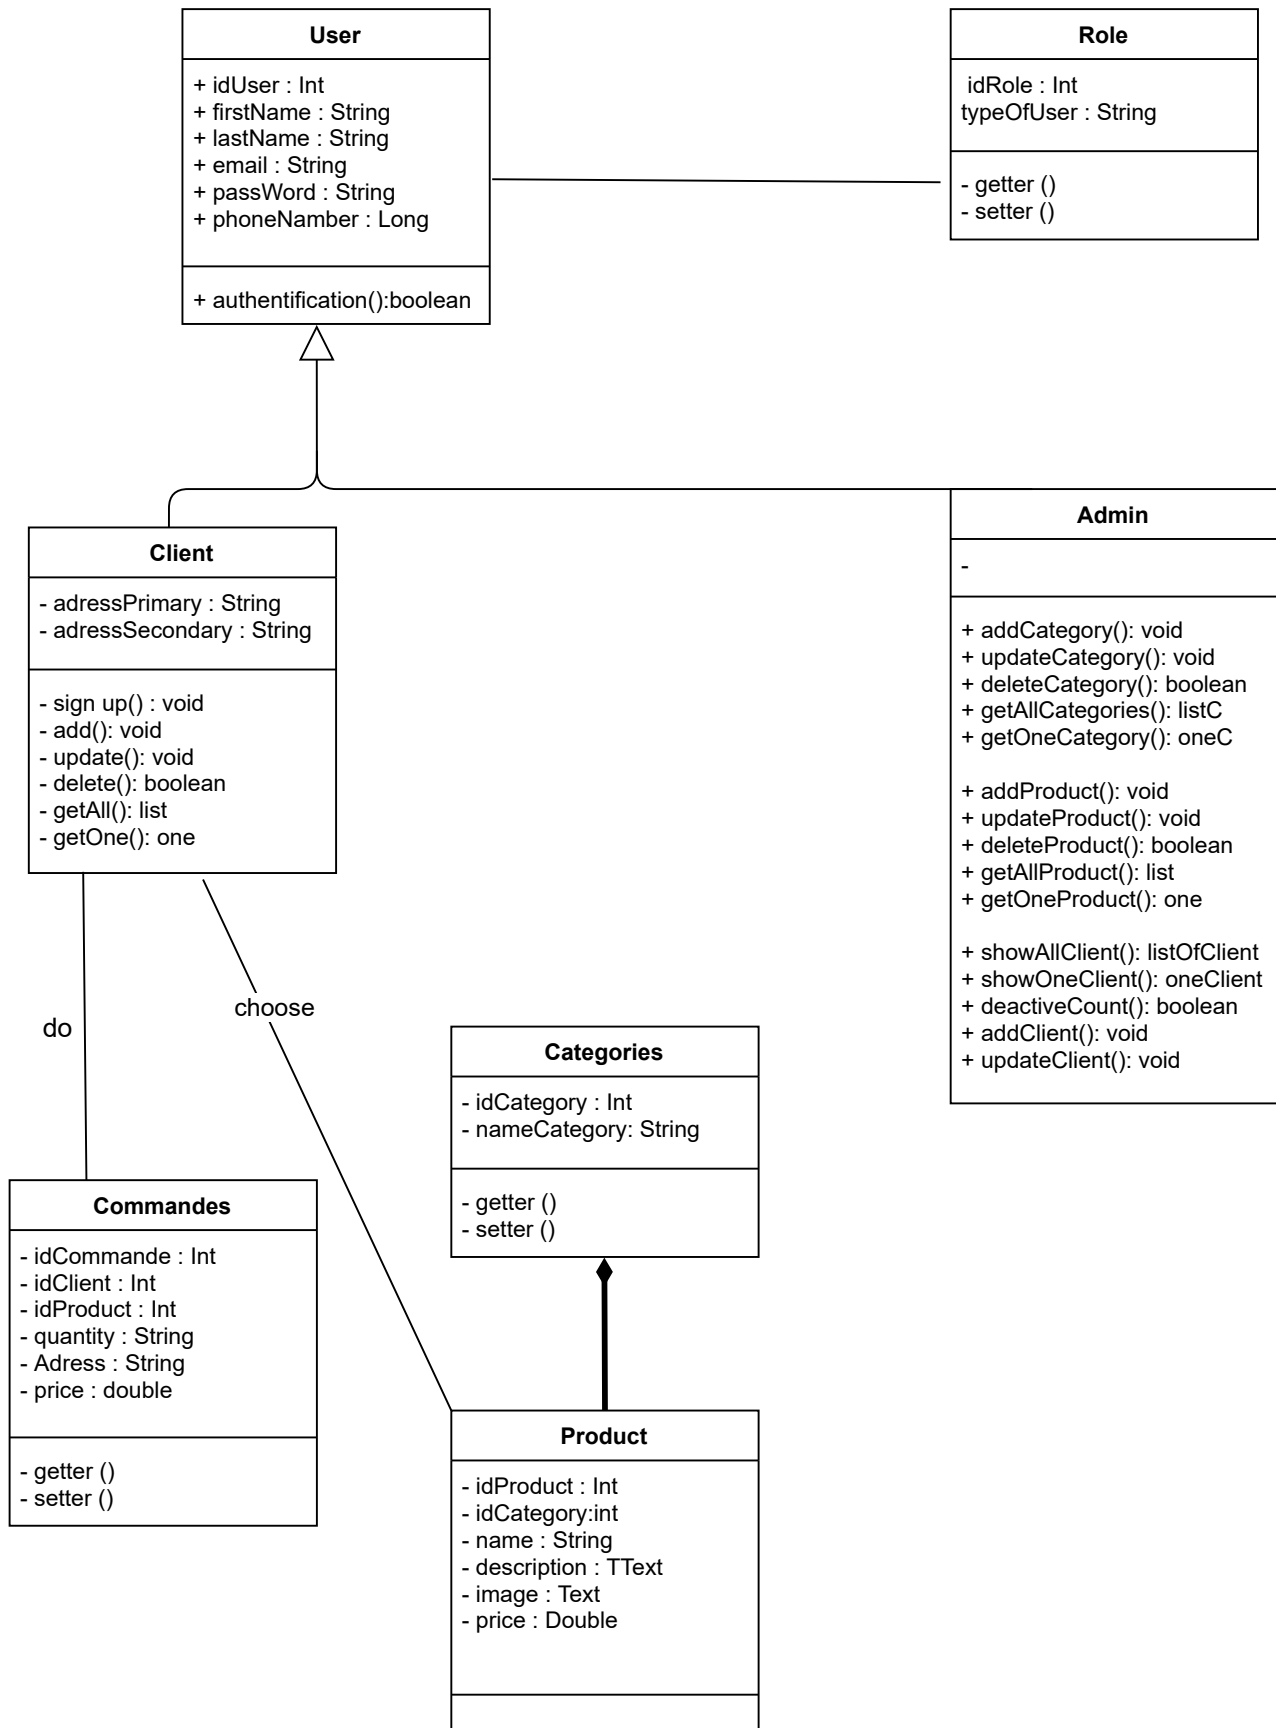 User
+ idUser : Int
+ firstName : String
+ lastName : String
+ email : String
+ passWord : String
+ phoneNamber : Long
+ authentification():boolean
Role
idRole : Int
typeOfUser : String
- getter ()
- setter ()
Client
- adressPrimary : String
- adressSecondary : String
- sign up() : void
- add(): void
- update(): void
- delete(): boolean
- getAll(): list
- getOne(): one
Admin
-
+ addCategory(): void
+ updateCategory(): void
+ deleteCategory(): boolean
+ getAllCategories(): listC
+ getOneCategory(): oneC
+ addProduct(): void
+ updateProduct(): void
+ deleteProduct(): boolean
+ getAllProduct(): list
+ getOneProduct(): one
+ showAllClient(): listOfClient
+ showOneClient(): oneClient
+ deactiveCount(): boolean
+ addClient(): void
+ updateClient(): void
do
choose
Categories
- idCategory : Int
- nameCategory: String
- getter ()
- setter ()
Commandes
- idCommande : Int
- idClient : Int
- idProduct : Int
- quantity : String
- Adress : String
- price : double
- getter ()
- setter ()
Product
- idProduct : Int
- idCategory:int
- name : String
- description : TText
- image : Text
- price : Double